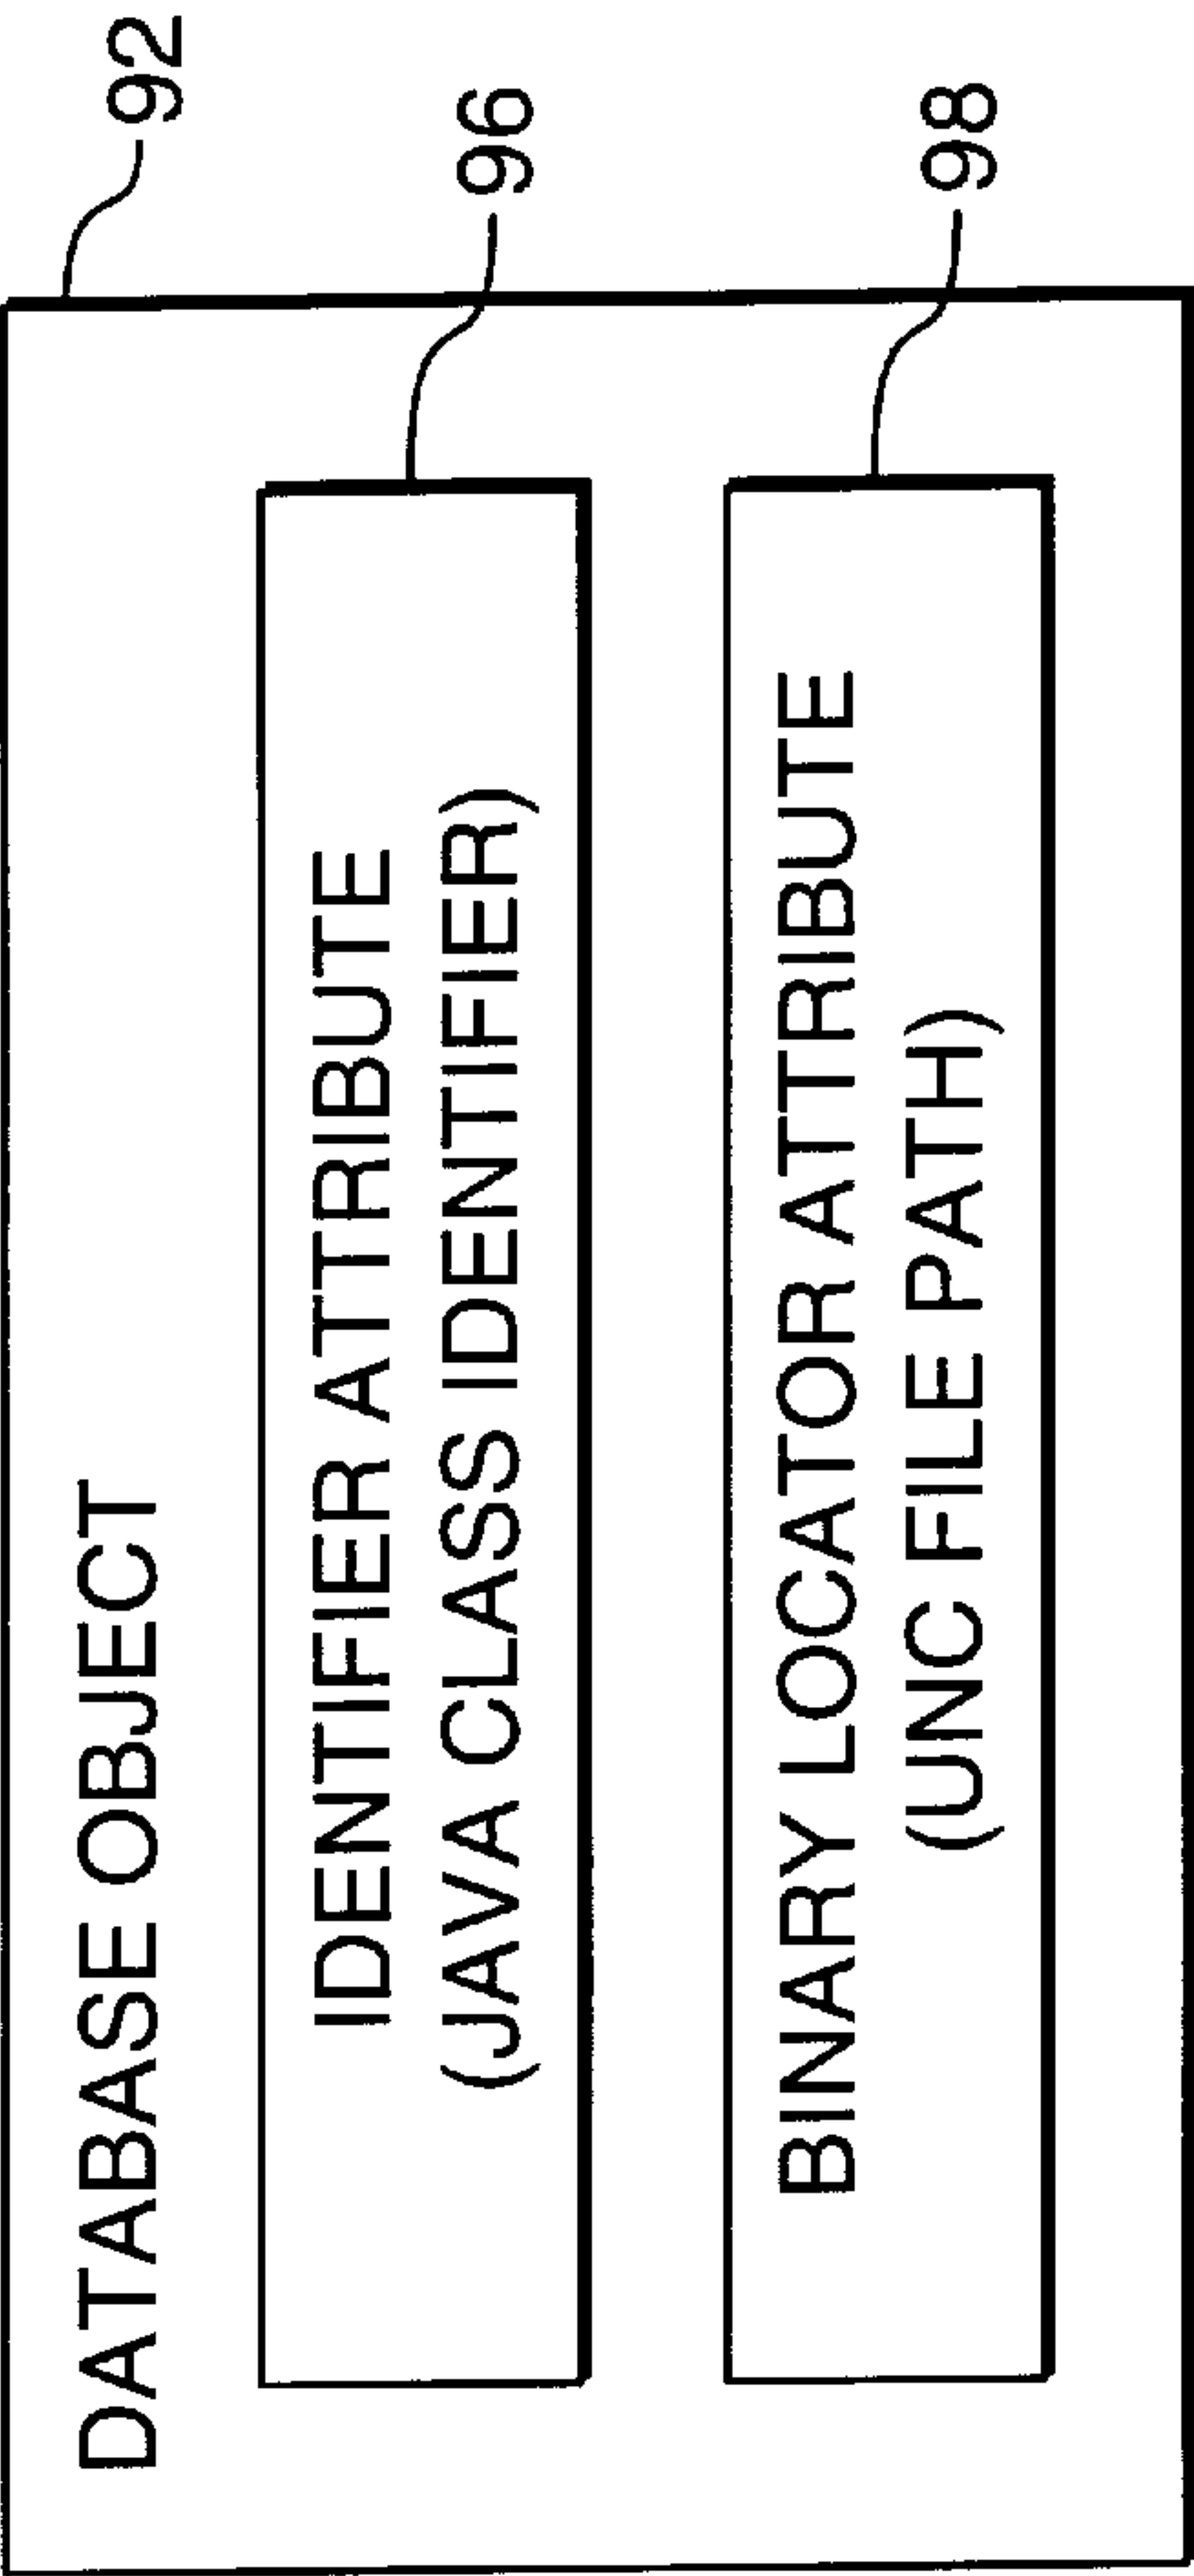 DATABASE OBJECT
92
IDENTIFIER ATTRIBUTE
(JAVA CLASS IDENTIFIER)
96
BINARY LOCATOR ATTRIBUTE
(UNC FILE PATH)
98